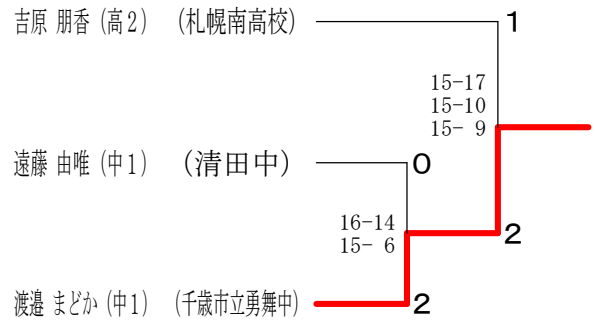 吉原 朋香 (高2) (札幌南高校) 1
15-17
15-10
15- 9
遠藤 由唯 (中1) (清田中) 0
16-14
15- 6
2
渡邉 まどか (中1) (千歳市立勇舞中) 2